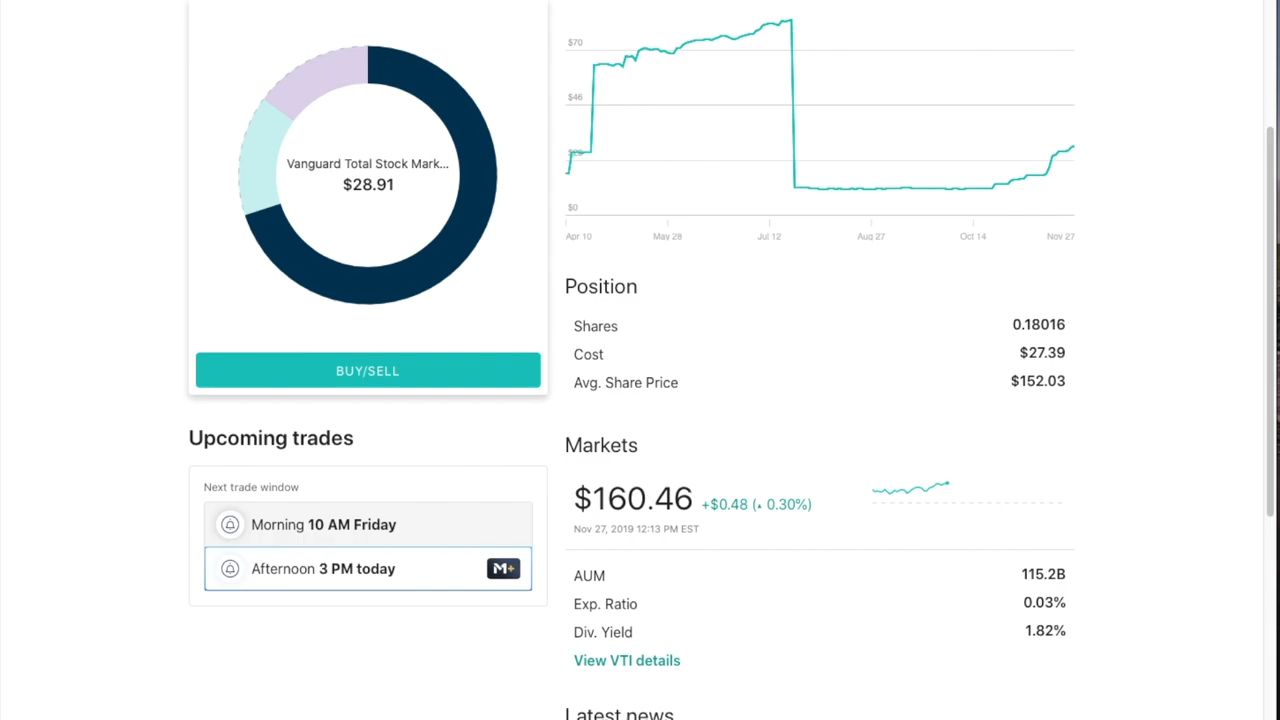 Vanguard Total Stock Mark...
$28.91
BUY/SELL
Upcoming trades
Next trade window
Morning 10 AM Friday
Afternoon 3 PM today
M+
$70
$46
$0
Apr 10
May 28
Jul 12
Aug 27
Oct 14
Nov 27
Position
Shares 0.18016
Cost $27.39
Avg. Share Price $152.03
Markets
$160.46 +$0.48 (▲ 0.30%)
Nov 27, 2019 12:13 PM EST
AUM 115.2B
Exp. Ratio 0.03%
Div. Yield 1.82%
View VTI details
Latest news